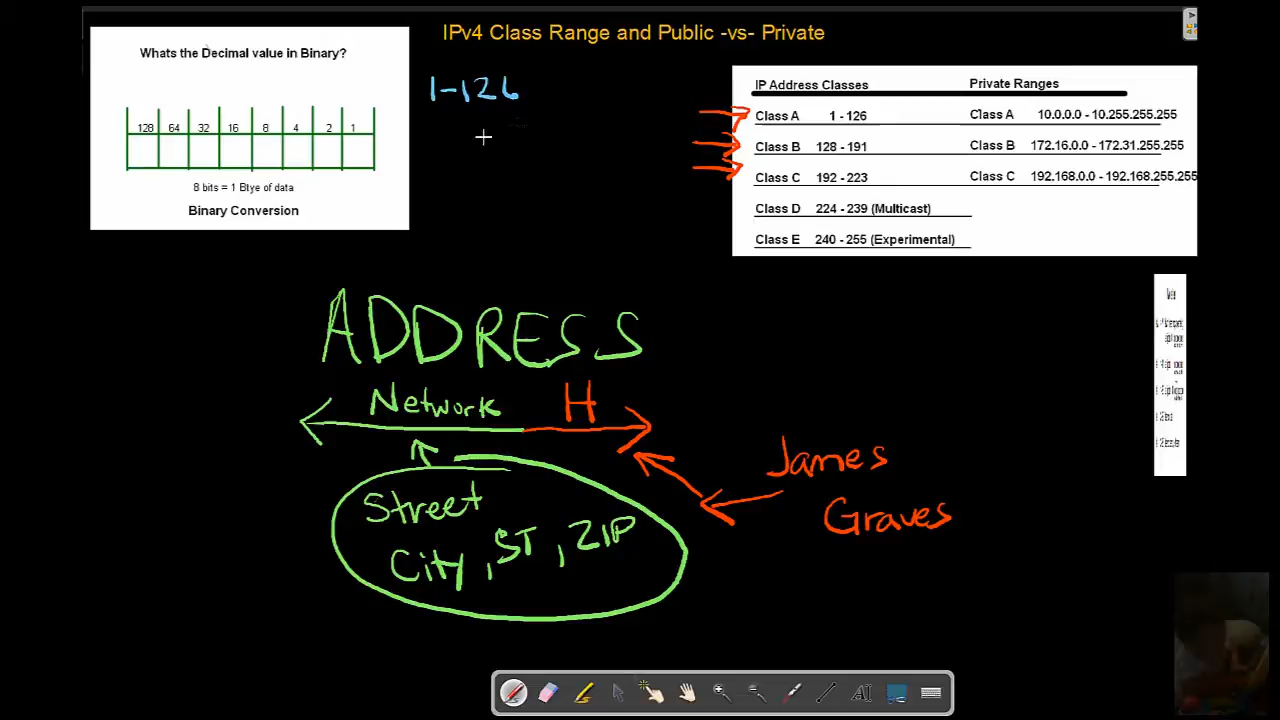 IPv4 Class Range and Public -vs- Private
Whats the Decimal value in Binary?
128 64 32 16 8 4 2 1
8 bits = 1 Btye of data
Binary Conversion
1-126
IP Address Classes Private Ranges
Class A 1 - 126 Class A 10.0.0.0 - 10.255.255.255
Class B 128 - 191 Class B 172.16.0.0 - 172.31.255.255
Class C 192 - 223 Class C 192.168.0.0 - 192.168.255.255
Class D 224 - 239 (Multicast)
Class E 240 - 255 (Experimental)
ADDRESS
Network H
Street
City, ST, ZIP
James
Graves
AI